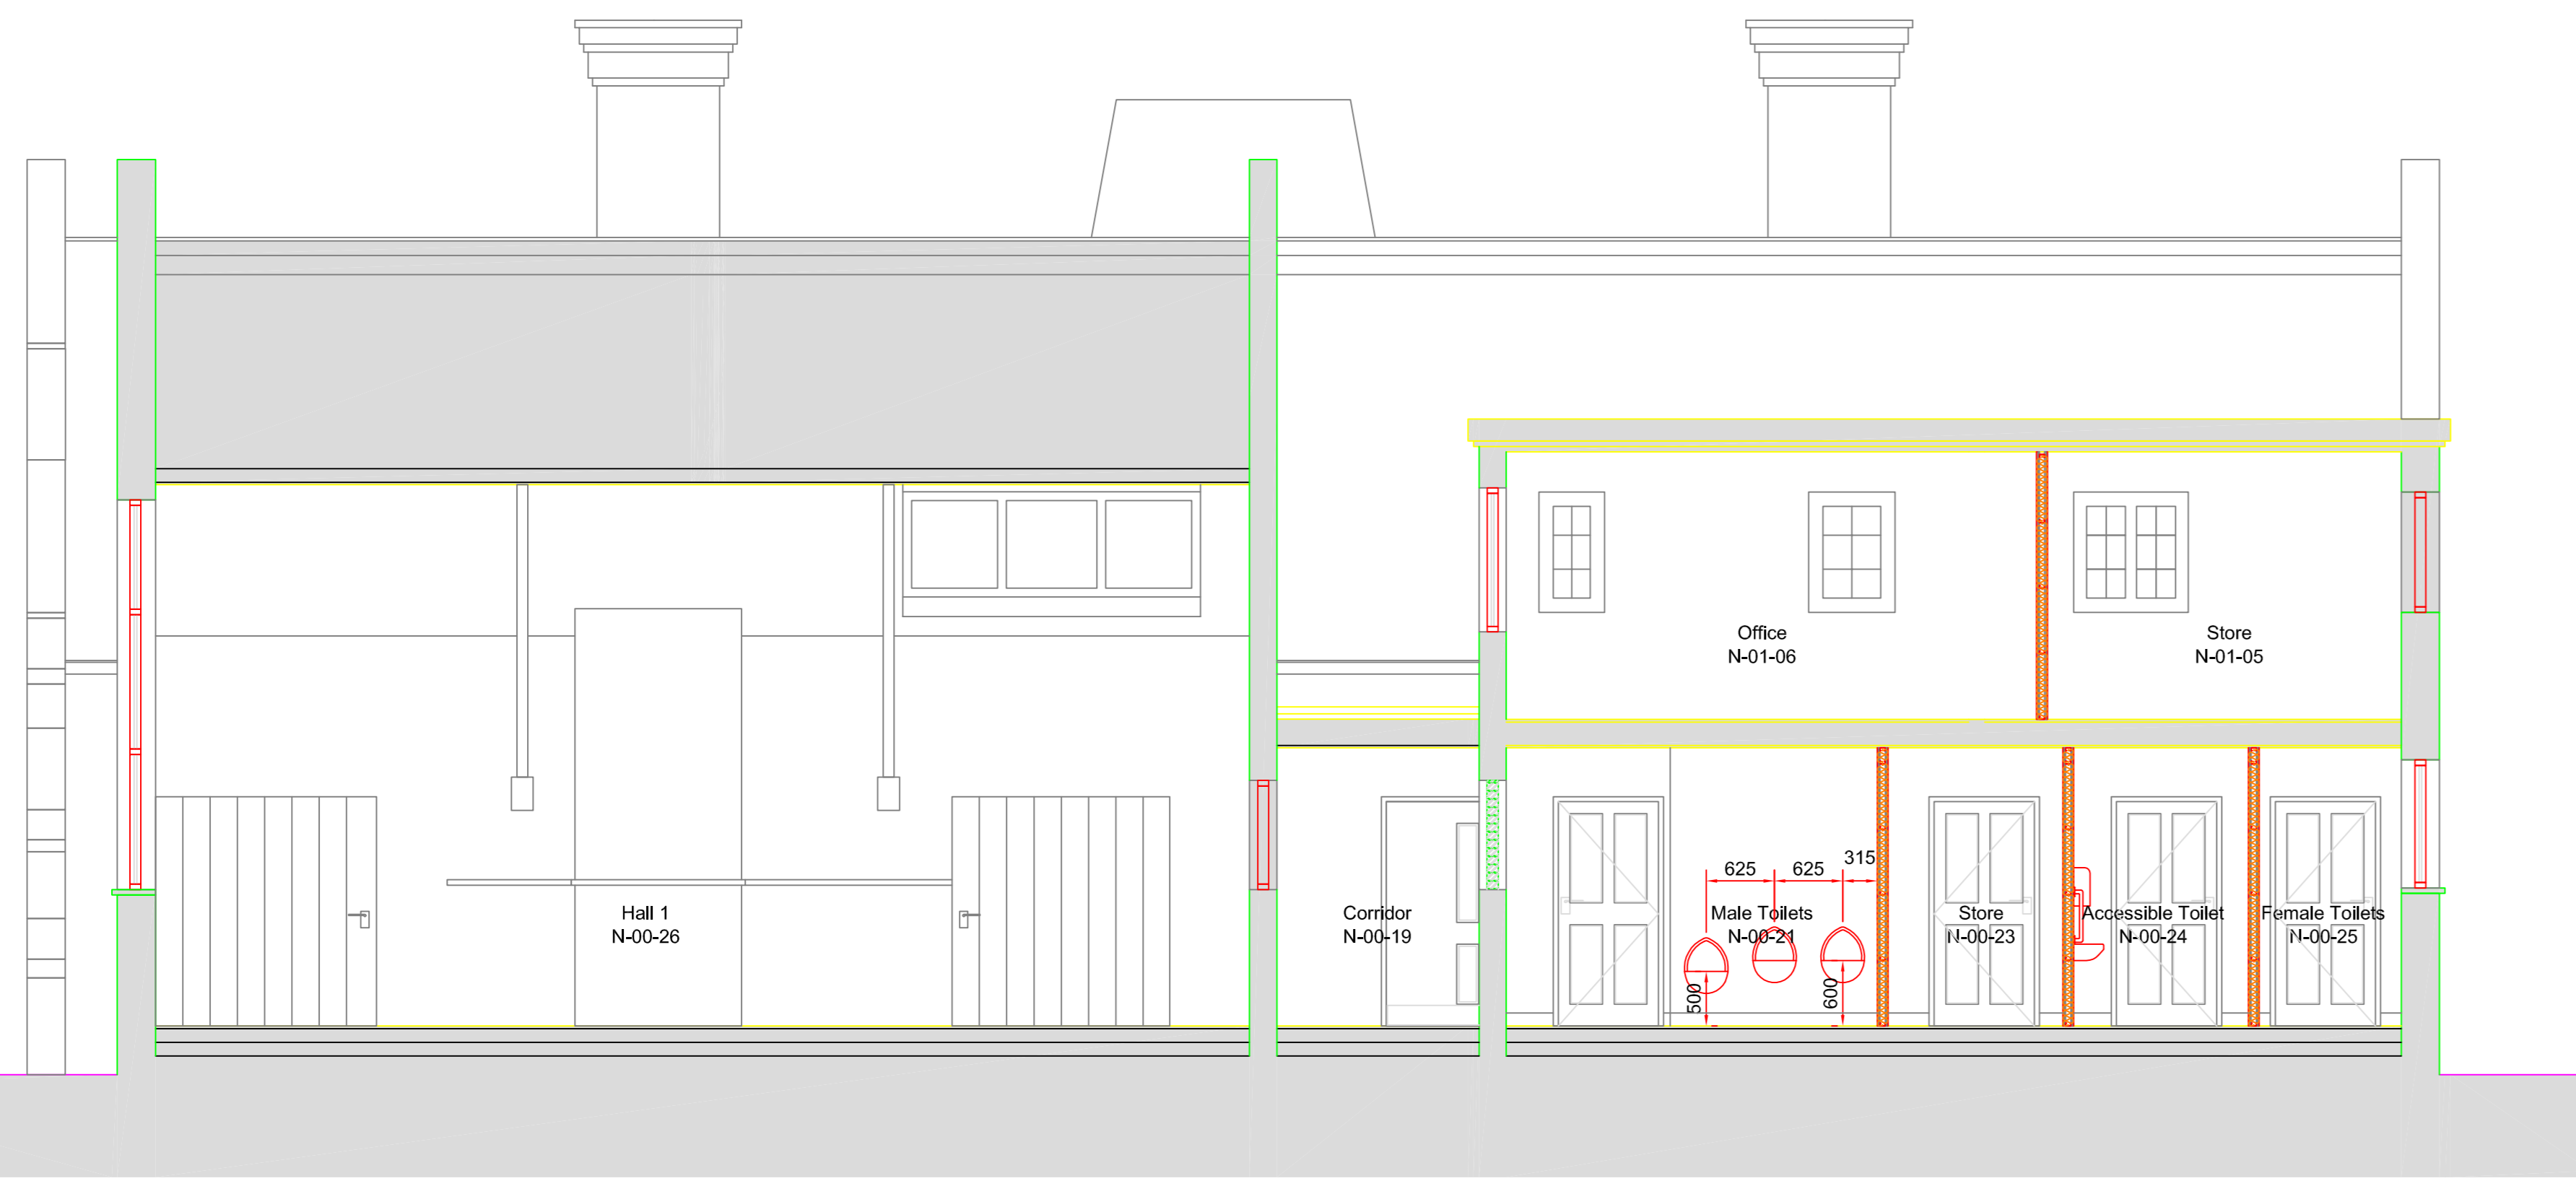 Office
N-01-06
Store
N-01-05
625
625
315
Hall 1
N-00-26
Corridor
N-00-19
Male Toilets
N-00-21
Store
N-00-23
Accessible Toilet
N-00-24
Female Toilets
N-00-25
500
600